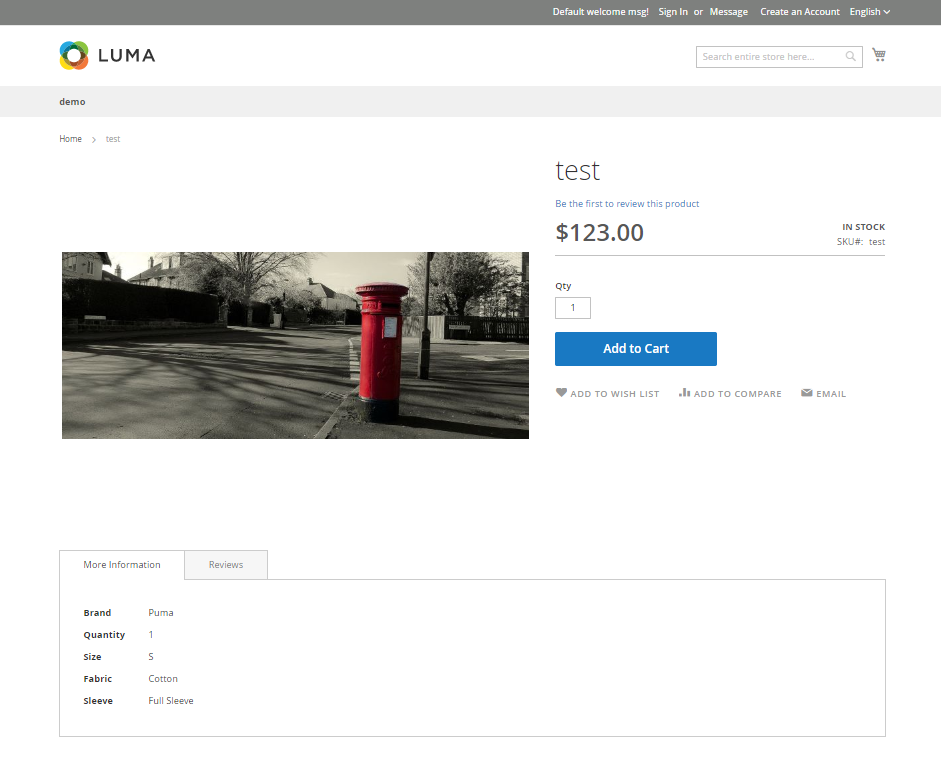 Default welcome msg! Sign In or Message Create an Account English
LUMA
Search entire store here...
demo
Home test
test
Be the first to review this product
$123.00
IN STOCK
SKU#: test
Qty
1
Add to Cart
ADD TO WISH LIST ADD TO COMPARE EMAIL
More Information Reviews
Brand Puma
Quantity 1
Size S
Fabric Cotton
Sleeve Full Sleeve